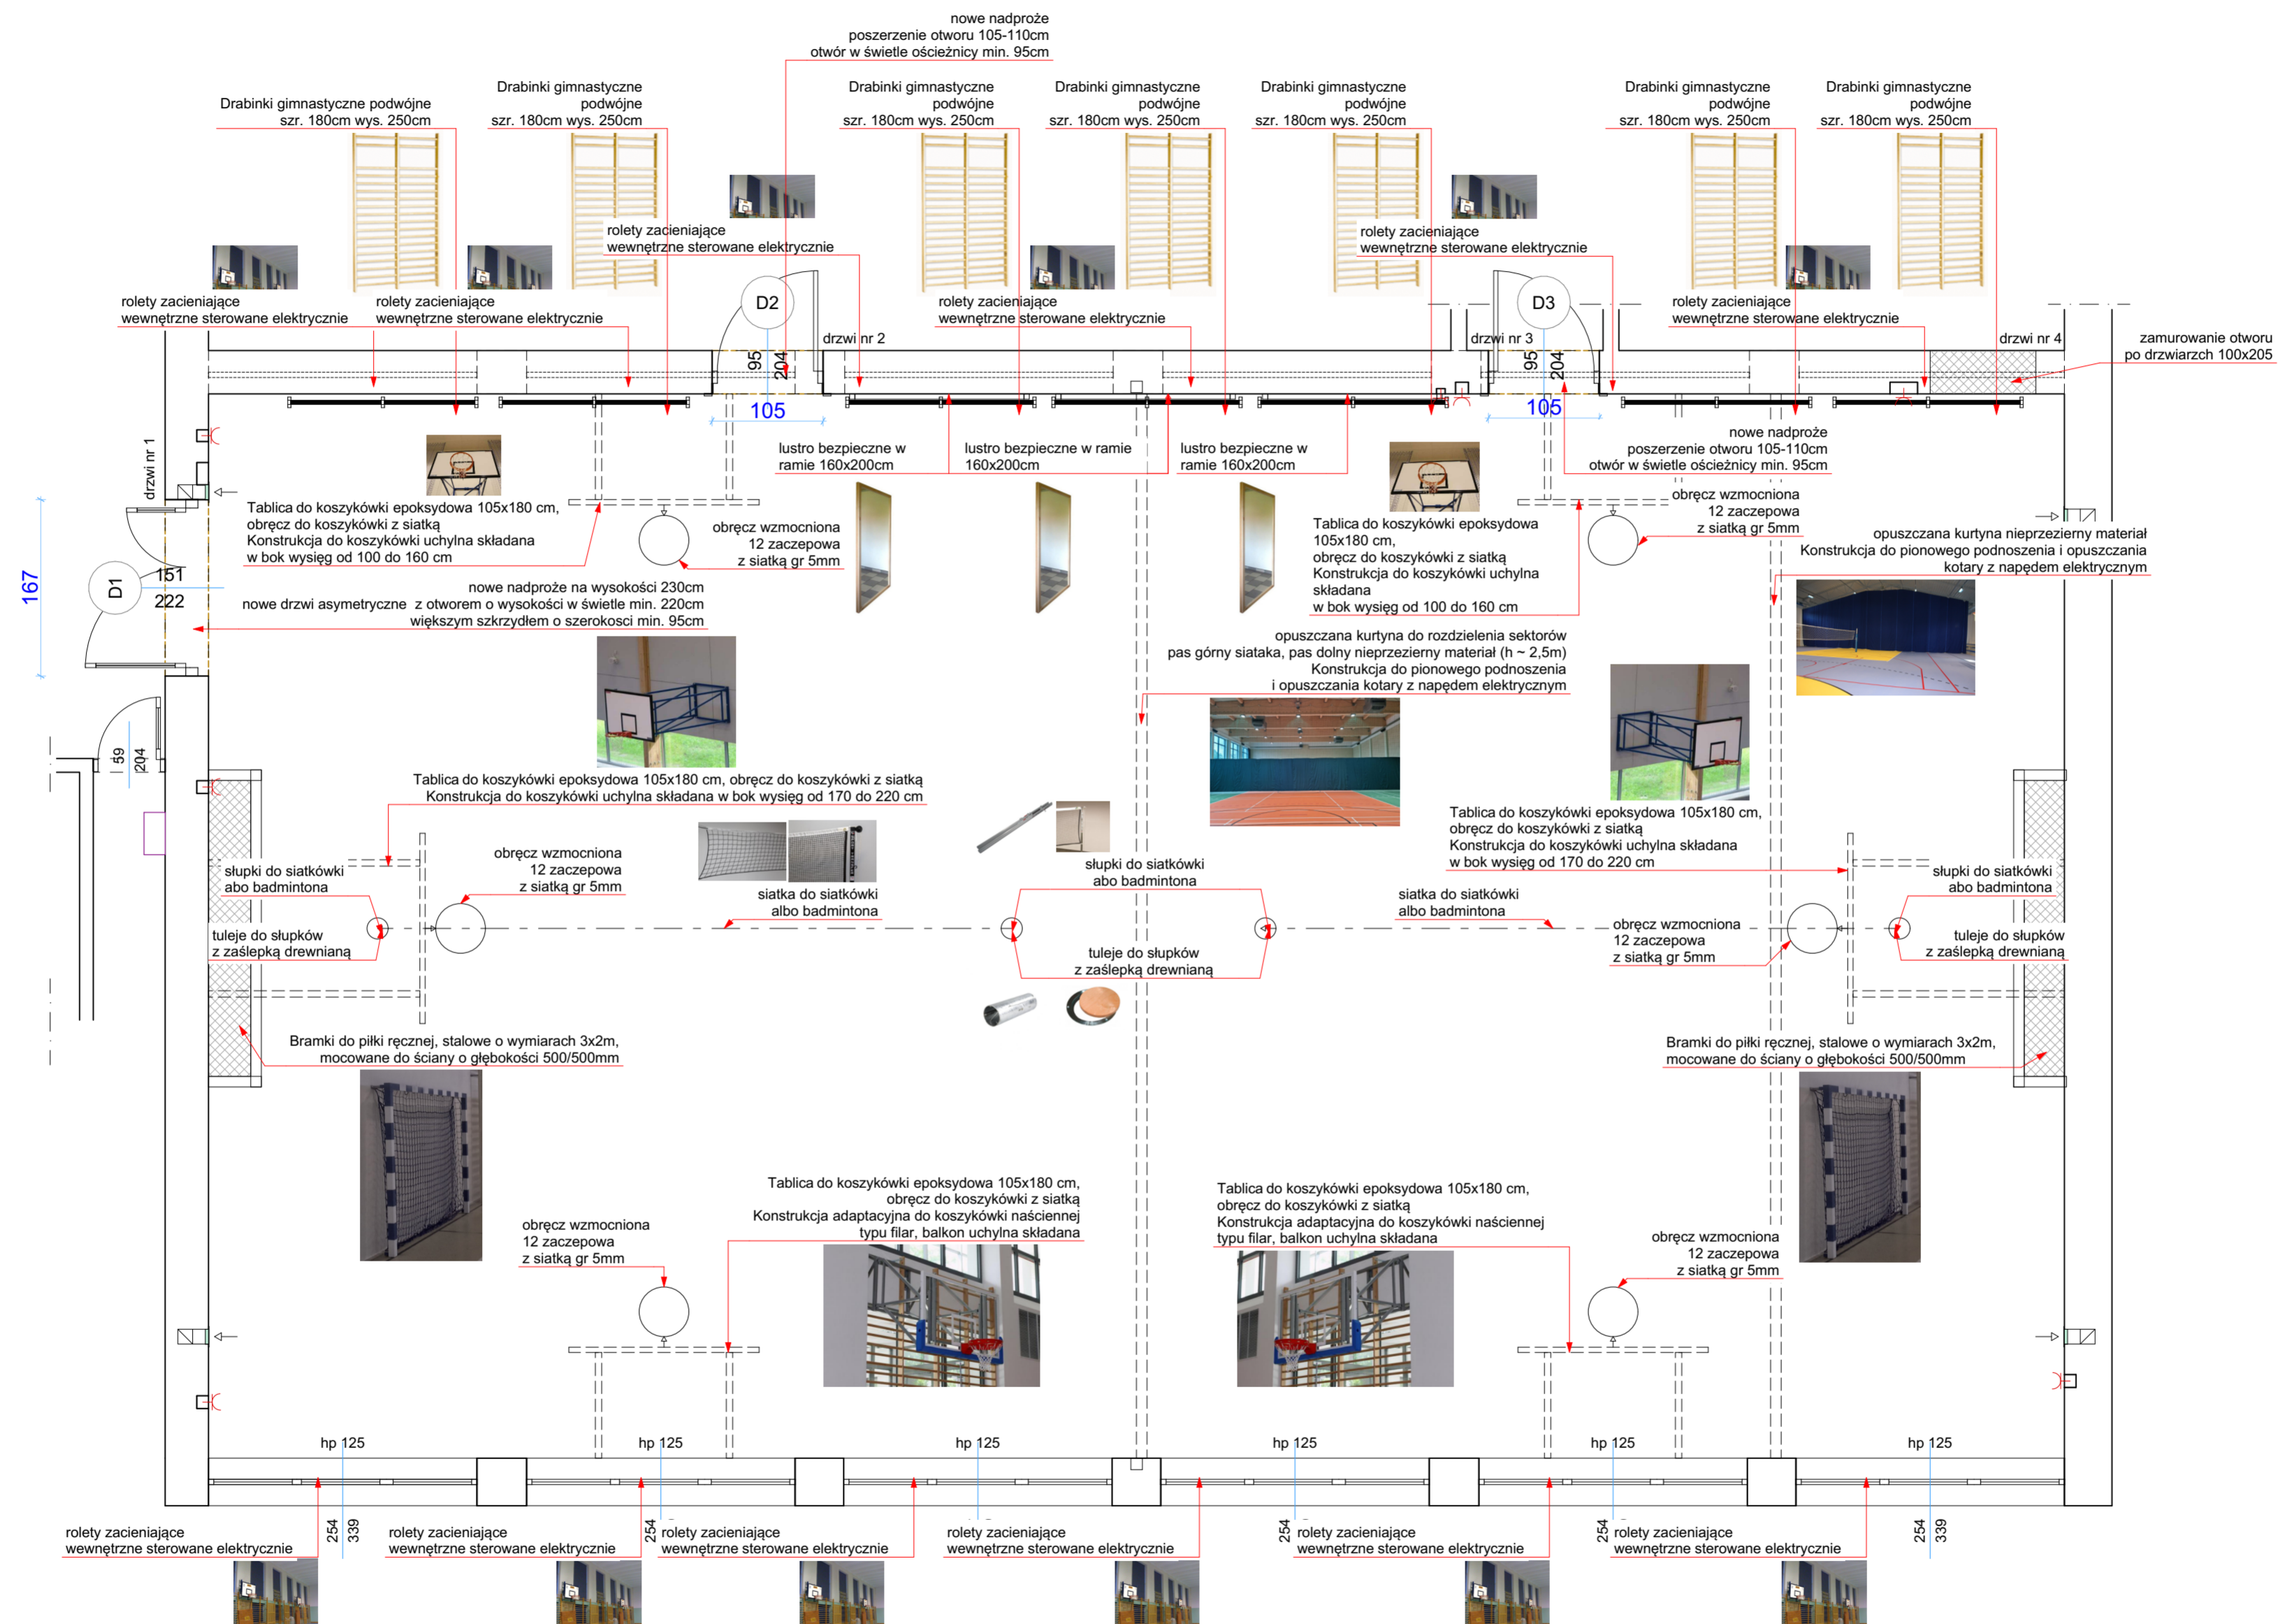 nowe nadproże
poszerzenie otworu 105-110cm
otwór w świetle ościeżnicy min. 95cm
Drabinki gimnastyczne podwójne
szr. 180cm wys. 250cm
Drabinki gimnastyczne
podwójne
szr. 180cm wys. 250cm
Drabinki gimnastyczne
podwójne
szr. 180cm wys. 250cm
Drabinki gimnastyczne
podwójne
szr. 180cm wys. 250cm
Drabinki gimnastyczne
podwójne
szr. 180cm wys. 250cm
Drabinki gimnastyczne
podwójne
szr. 180cm wys. 250cm
Drabinki gimnastyczne
podwójne
szr. 180cm wys. 250cm
rolety zacieniające
wewnętrzne sterowane elektrycznie
rolety zacieniające
wewnętrzne sterowane elektrycznie
rolety zacieniające
wewnętrzne sterowane elektrycznie
rolety zacieniające
wewnętrzne sterowane elektrycznie
rolety zacieniające
wewnętrzne sterowane elektrycznie
rolety zacieniające
wewnętrzne sterowane elektrycznie
D2
D3
drzwi nr 2
drzwi nr 3
drzwi nr 4
zamurowanie otworu
po drzwiarzch 100x205
95
204
95
204
105
105
drzwi nr 1
lustro bezpieczne w
ramie 160x200cm
lustro bezpieczne w ramie
160x200cm
lustro bezpieczne w
ramie 160x200cm
nowe nadproże
poszerzenie otworu 105-110cm
otwór w świetle ościeżnicy min. 95cm
Tablica do koszykówki epoksydowa 105x180 cm,
obręcz do koszykówki z siatką
Konstrukcja do koszykówki uchylna składana
w bok wysięg od 100 do 160 cm
obręcz wzmocniona
12 zaczepowa
z siatką gr 5mm
Tablica do koszykówki epoksydowa
105x180 cm,
obręcz do koszykówki z siatką
Konstrukcja do koszykówki uchylna
składana
w bok wysięg od 100 do 160 cm
obręcz wzmocniona
12 zaczepowa
z siatką gr 5mm
opuszczana kurtyna nieprzezierny materiał
Konstrukcja do pionowego podnoszenia i opuszczania
kotary z napędem elektrycznym
167
D1
151
222
nowe nadproże na wysokości 230cm
nowe drzwi asymetryczne z otworem o wysokości w świetle min. 220cm
większym szkrzydłem o szerokosci min. 95cm
opuszczana kurtyna do rozdzielenia sektorów
pas górny siataka, pas dolny nieprzezierny materiał (h ~ 2,5m)
Konstrukcja do pionowego podnoszenia
i opuszczania kotary z napędem elektrycznym
59
204
Tablica do koszykówki epoksydowa 105x180 cm, obręcz do koszykówki z siatką
Konstrukcja do koszykówki uchylna składana w bok wysięg od 170 do 220 cm
Tablica do koszykówki epoksydowa 105x180 cm,
obręcz do koszykówki z siatką
Konstrukcja do koszykówki uchylna składana
w bok wysięg od 170 do 220 cm
słupki do siatkówki
abo badmintona
obręcz wzmocniona
12 zaczepowa
z siatką gr 5mm
siatka do siatkówki
albo badmintona
słupki do siatkówki
abo badmintona
siatka do siatkówki
albo badmintona
słupki do siatkówki
abo badmintona
tuleje do słupków
z zaślepką drewnianą
tuleje do słupków
z zaślepką drewnianą
obręcz wzmocniona
12 zaczepowa
z siatką gr 5mm
tuleje do słupków
z zaślepką drewnianą
Bramki do piłki ręcznej, stalowe o wymiarach 3x2m,
mocowane do ściany o głębokości 500/500mm
Bramki do piłki ręcznej, stalowe o wymiarach 3x2m,
mocowane do ściany o głębokości 500/500mm
obręcz wzmocniona
12 zaczepowa
z siatką gr 5mm
Tablica do koszykówki epoksydowa 105x180 cm,
obręcz do koszykówki z siatką
Konstrukcja adaptacyjna do koszykówki naściennej
typu filar, balkon uchylna składana
Tablica do koszykówki epoksydowa 105x180 cm,
obręcz do koszykówki z siatką
Konstrukcja adaptacyjna do koszykówki naściennej
typu filar, balkon uchylna składana
obręcz wzmocniona
12 zaczepowa
z siatką gr 5mm
hp 125
hp 125
hp 125
hp 125
hp 125
hp 125
rolety zacieniające
wewnętrzne sterowane elektrycznie
254
339
rolety zacieniające
wewnętrzne sterowane elektrycznie
254
rolety zacieniające
wewnętrzne sterowane elektrycznie
rolety zacieniające
wewnętrzne sterowane elektrycznie
254
rolety zacieniające
wewnętrzne sterowane elektrycznie
254
rolety zacieniające
wewnętrzne sterowane elektrycznie
254
339